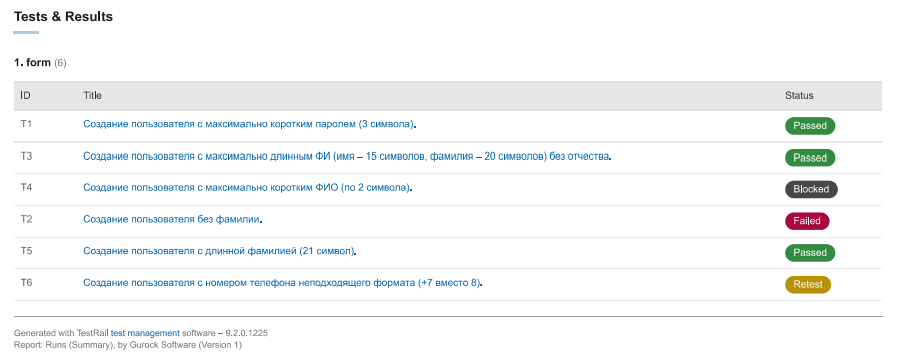 Tests & Results
1. form (6)
ID Title Status
T1 Создание пользователя с максимально коротким паролем (3 символа). Passed
T3 Создание пользователя с максимально длинным ФИ (имя – 15 символов, фамилия – 20 символов) без отчества. Passed
T4 Создание пользователя с максимально коротким ФИО (по 2 символа). Blocked
T2 Создание пользователя без фамилии. Failed
T5 Создание пользователя с длинной фамилией (21 символ). Passed
T6 Создание пользователя с номером телефона неподходящего формата (+7 вместо 8). Retest
Generated with TestRail test management software – 9.2.0.1225
Report: Runs (Summary), by Gurock Software (Version 1)